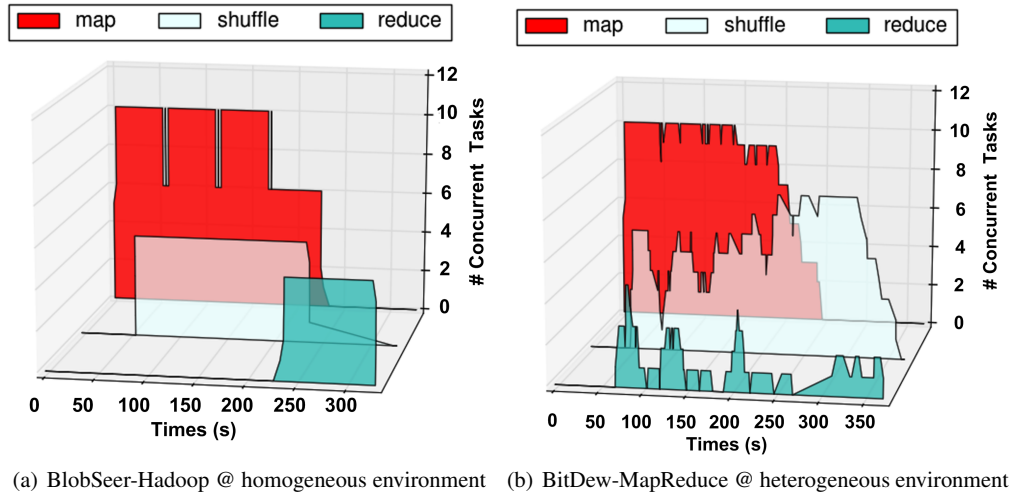 map shuffle reduce
12
10
8
6
4
2
0
# Concurrent Tasks
0 50 100 150 200 250 300
Times (s)
(a) BlobSeer-Hadoop @ homogeneous environment
map shuffle reduce
12
10
8
6
4
2
0
# Concurrent Tasks
0 50 100 150 200 250 300 350
Times (s)
(b) BitDew-MapReduce @ heterogeneous environment